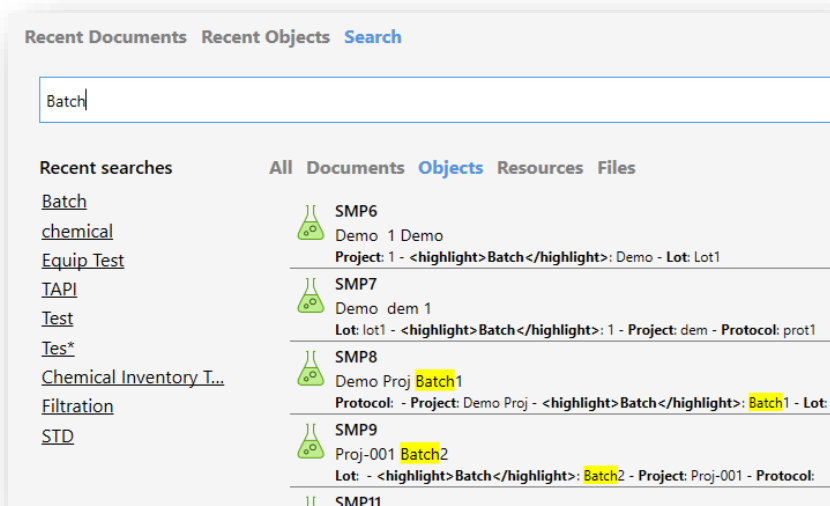 Recent Documents Recent Objects Search
Batch
Recent searches
Batch
chemical
Equip Test
TAPI
Test
Tes*
Chemical Inventory T...
Filtration
STD
All Documents Objects Resources Files
SMP6
Demo 1 Demo
Project: 1 - <highlight>Batch</highlight>: Demo - Lot: Lot1
SMP7
Demo dem 1
Lot: lot1 - <highlight>Batch</highlight>: 1 - Project: dem - Protocol: prot1
SMP8
Demo Proj Batch1
Protocol: - Project: Demo Proj - <highlight>Batch</highlight>: Batch1 - Lot:
SMP9
Proj-001 Batch2
Lot: - <highlight>Batch</highlight>: Batch2 - Project: Proj-001 - Protocol:
SMP11